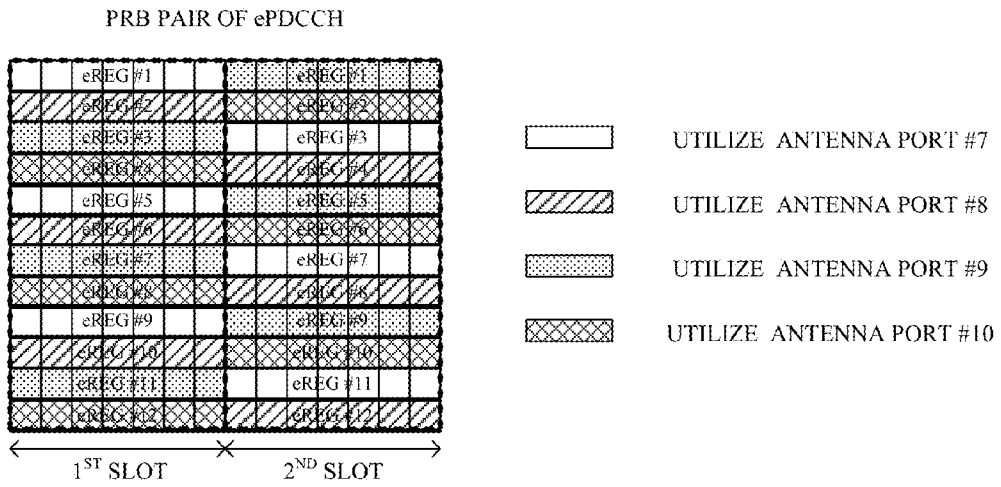 PRB PAIR OF ePDCCH
eREG #1 eREG #1
eREG #2 eREG #2
eREG #3 eREG #3
eREG #4 eREG #4
eREG #5 eREG #5
eREG #6 eREG #6
eREG #7 eREG #7
eREG #8 eREG #8
eREG #9 eREG #9
eREG #10 eREG #10
eREG #11 eREG #11
eREG #12 eREG #12
1ST SLOT 2ND SLOT
UTILIZE ANTENNA PORT #7
UTILIZE ANTENNA PORT #8
UTILIZE ANTENNA PORT #9
UTILIZE ANTENNA PORT #10